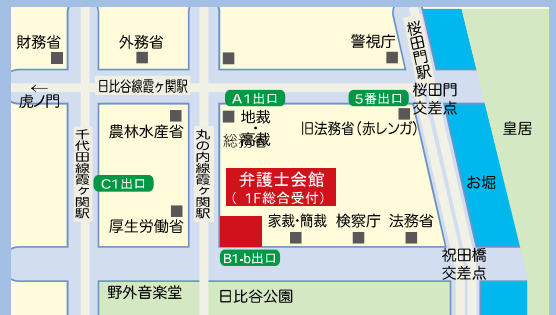 財務省
外務省
警視庁
桜田門駅
日比谷線霞ヶ関駅
←
虎ノ門
A1出口
5番出口
桜田門
交差点
地裁
・
高裁
総務省
旧法務省(赤レンガ)
皇居
農林水産省
千代田線霞ヶ関駅
丸の内線霞ヶ関駅
C1出口
弁護士会館
(1F総合受付)
お堀
厚生労働省
家裁・簡裁
検察庁
法務省
B1-b出口
祝田橋
交差点
野外音楽堂
日比谷公園